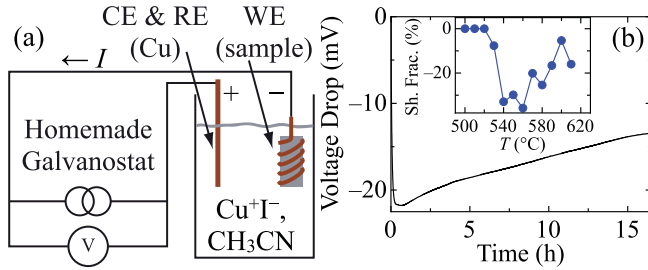 (a)
CE & RE
(Cu)
WE
(sample)
← I
+
−
Homemade
Galvanostat
V
Cu⁺I⁻,
CH₃CN
(b)
Voltage Drop (mV)
0
−10
−20
0
5
10
15
Time (h)
Sh. Frac. (%)
0
−20
500
540
580
620
T (°C)